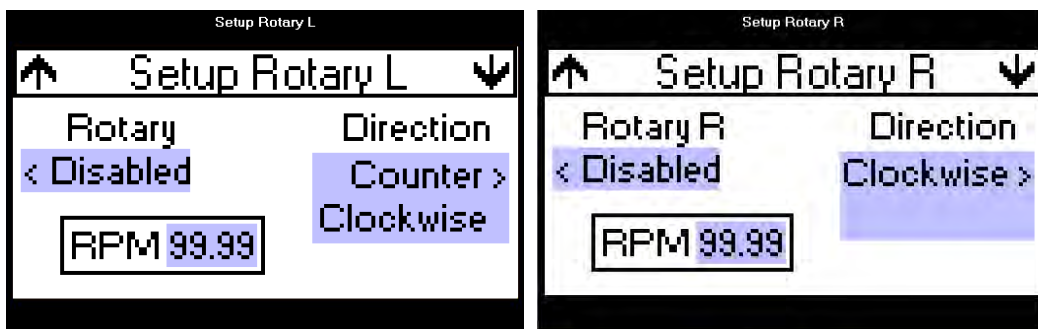 Setup Rotary L
Setup Rotary L
Rotary
Direction
< Disabled
Counter >
Clockwise
RPM 99.99
Setup Rotary R
Setup Rotary R
Rotary R
Direction
< Disabled
Clockwise >
RPM 99.99